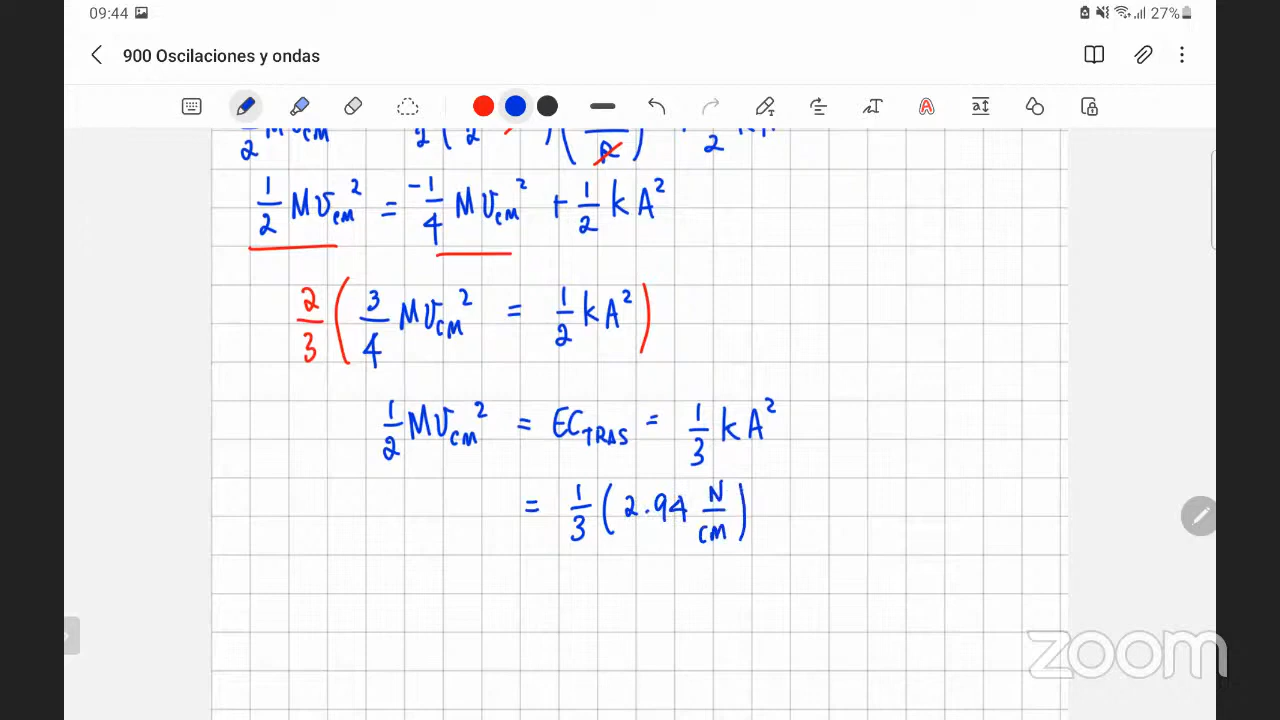 09:44 27%
900 Oscilaciones y ondas
1/2 M v_cm^2 = -1/4 M v_cm^2 + 1/2 k A^2
2/3 ( 3/4 M v_CM^2 = 1/2 k A^2 )
1/2 M v_CM^2 = EC_TRAS = 1/3 k A^2
= 1/3 ( 2.94 N/cm )
zoom